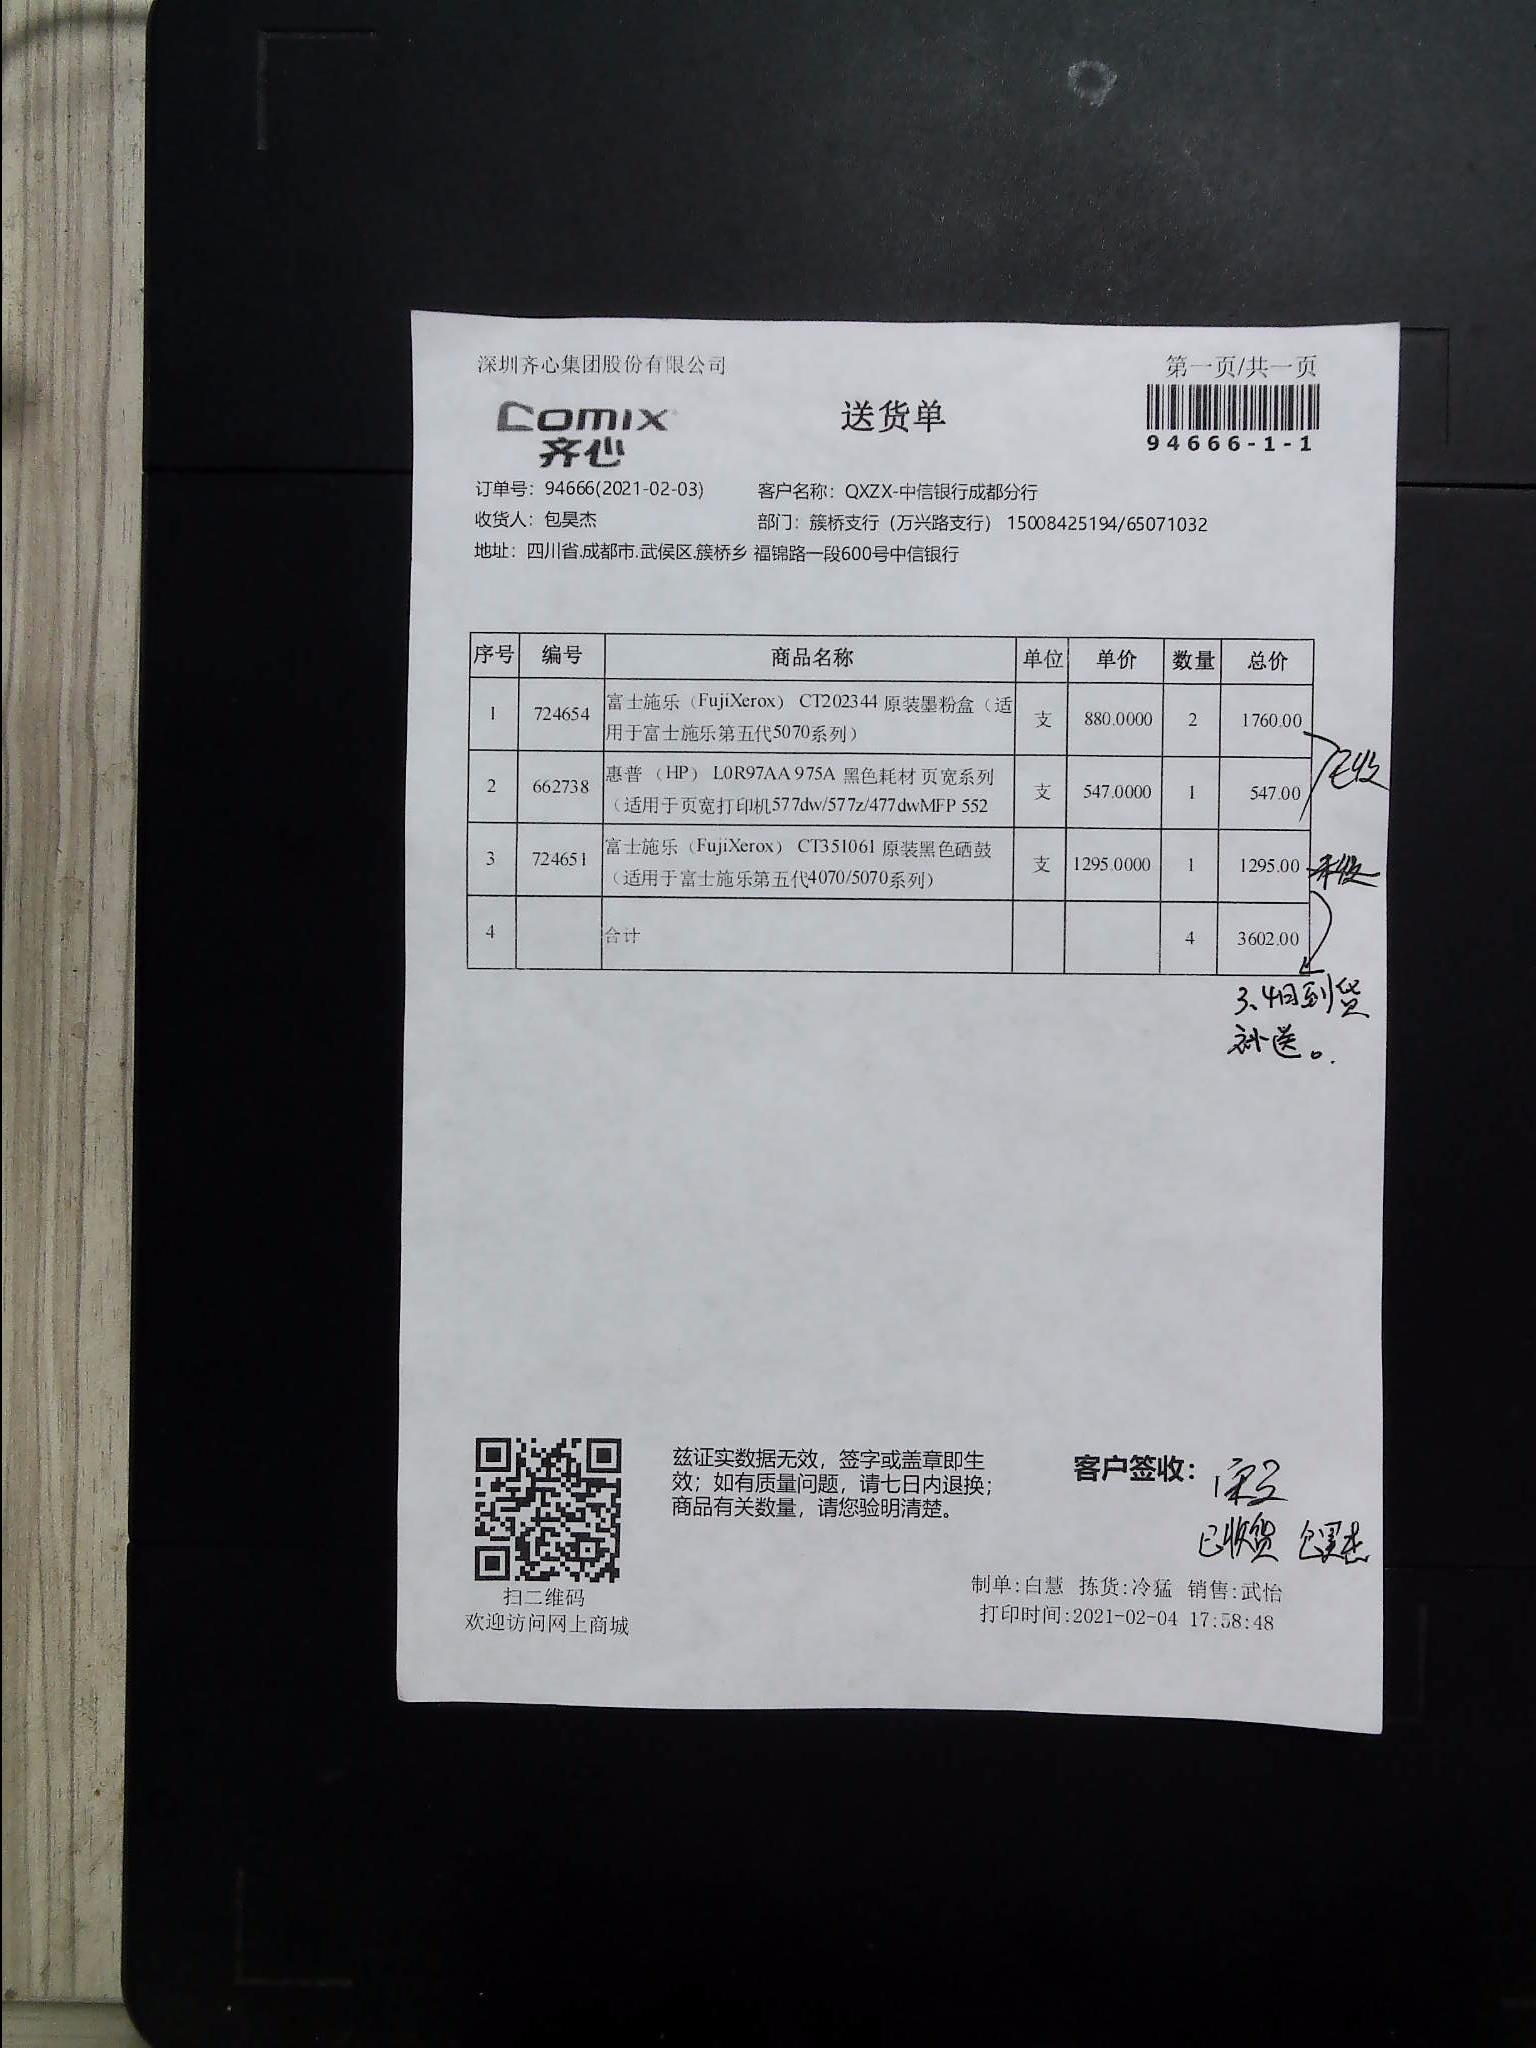 深圳齐心集团股份有限公司
第一页/共一页
comix
齐心
送货单
94666-1-1
订单号：94666(2021-02-03) 客户名称：QXZX-中信银行成都分行
收货人：包昊杰 部门：簇桥支行（万兴路支行） 15008425194/65071032
地址：四川省.成都市.武侯区.簇桥乡 福锦路一段600号中信银行
序号 编号 商品名称 单位 单价 数量 总价
1 724654 富士施乐（FujiXerox） CT202344 原装墨粉盒（适 支 880.0000 2 1760.00
用于富士施乐第五代5070系列）
已收
2 662738 惠普 （HP） L0R97AA 975A 黑色耗材 页宽系列 支 547.0000 1 547.00
（适用于页宽打印机577dw/577z/477dwMFP 552
3 724651 富士施乐（FujiXerox） CT351061 原装黑色硒鼓 支 1295.0000 1 1295.00 未收
（适用于富士施乐第五代4070/5070系列）
4 合计 4 3602.00
3、4日到货
补送。
兹证实数据无效，签字或盖章即生
效；如有质量问题，请七日内退换；
商品有关数量，请您验明清楚。
客户签收：
已收货 包昊杰
扫二维码
欢迎访问网上商城
制单:白慧 拣货:冷猛 销售:武怡
打印时间:2021-02-04 17:58:48